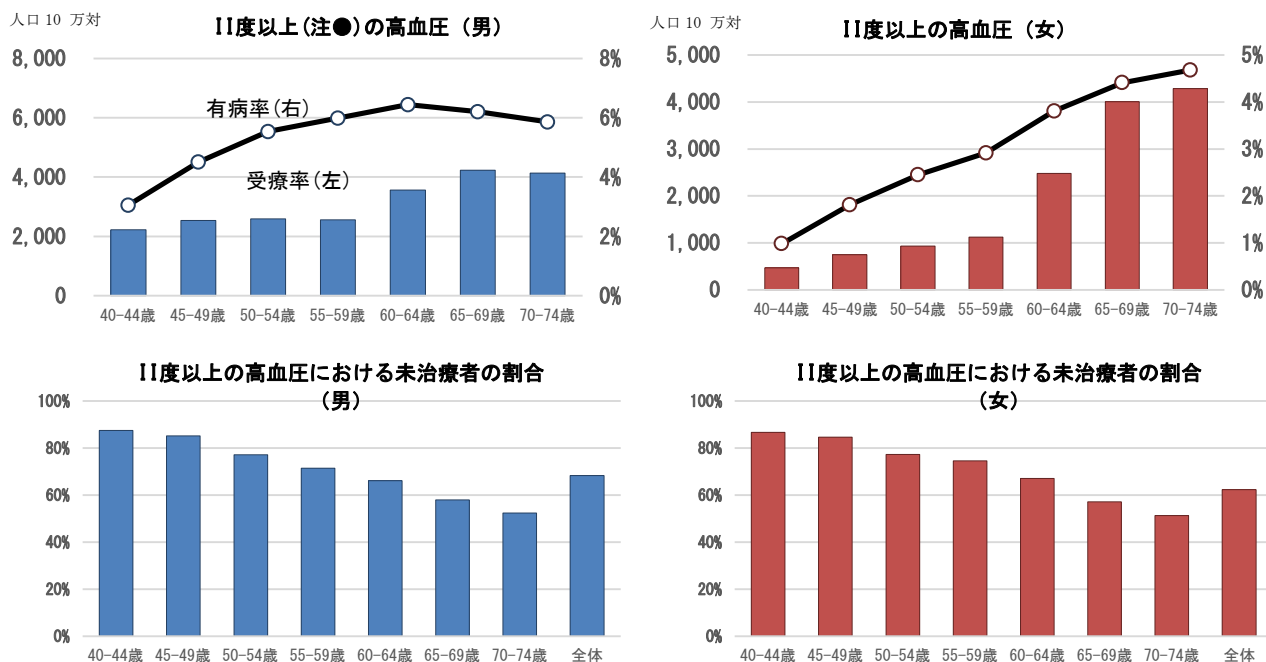 人口10 万対
II度以上(注●)の高血圧（男）
8,000
6,000
4,000
2,000
0
8%
6%
4%
2%
0%
有病率(右)
受療率(左)
40-44歳 45-49歳 50-54歳 55-59歳 60-64歳 65-69歳 70-74歳
人口10 万対
II度以上の高血圧（女）
5,000
4,000
3,000
2,000
1,000
0
5%
4%
3%
2%
1%
0%
40-44歳 45-49歳 50-54歳 55-59歳 60-64歳 65-69歳 70-74歳
II度以上の高血圧における未治療者の割合
（男）
100%
80%
60%
40%
20%
0%
40-44歳 45-49歳 50-54歳 55-59歳 60-64歳 65-69歳 70-74歳 全体
II度以上の高血圧における未治療者の割合
（女）
100%
80%
60%
40%
20%
0%
40-44歳 45-49歳 50-54歳 55-59歳 60-64歳 65-69歳 70-74歳 全体